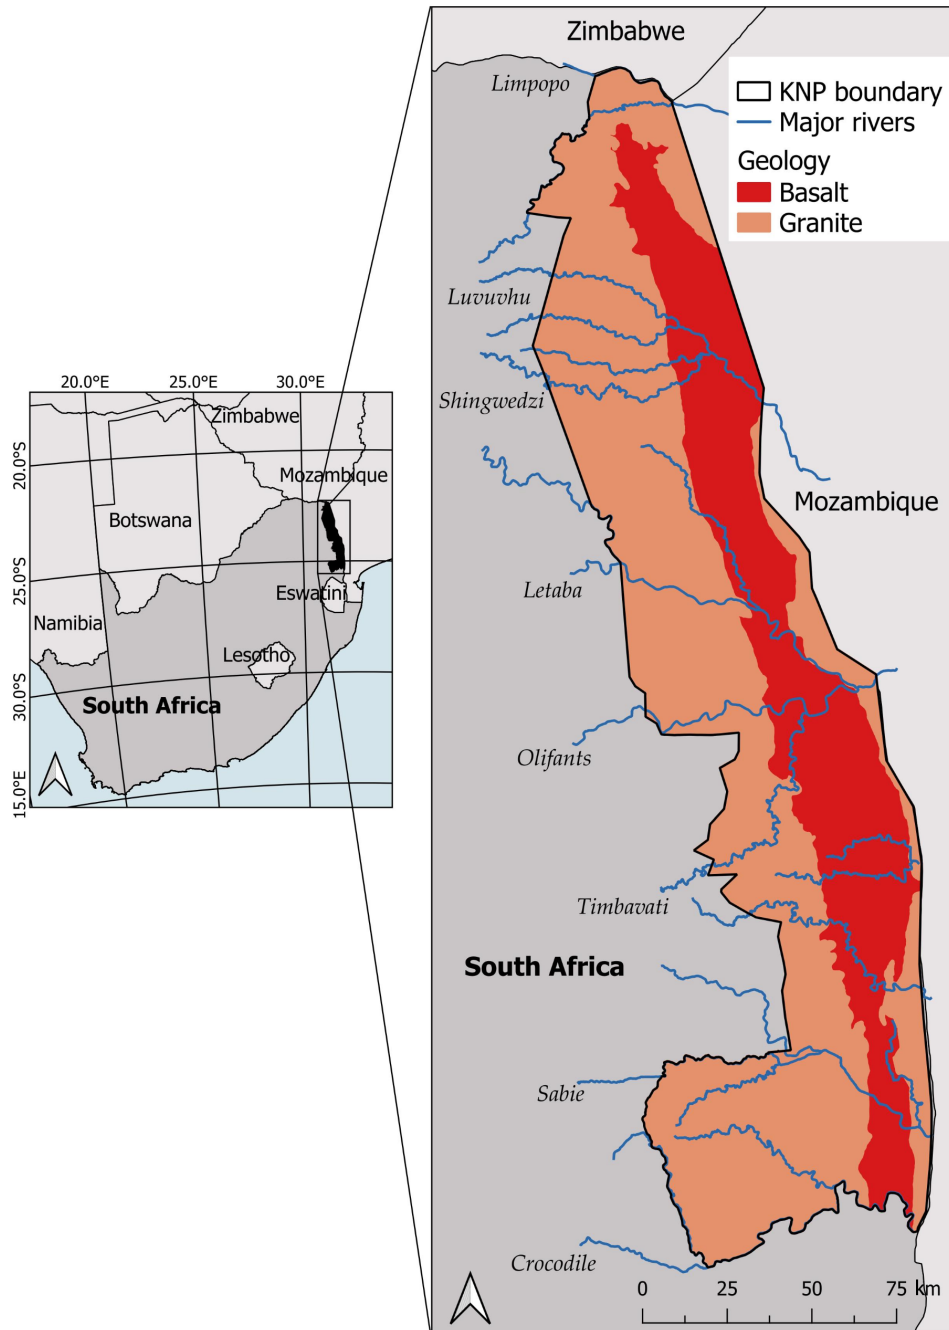 Zimbabwe
Limpopo
KNP boundary
Major rivers
Geology
Basalt
Granite
Luvuvhu
Shingwedzi
Mozambique
Letaba
Olifants
Timbavati
South Africa
Sabie
Crocodile
0 25 50 75 km
20.0°E 25.0°E 30.0°E
Zimbabwe
20.0°S
Mozambique
Botswana
25.0°S
Eswatini
Namibia
Lesotho
30.0°S
South Africa
15.0°E